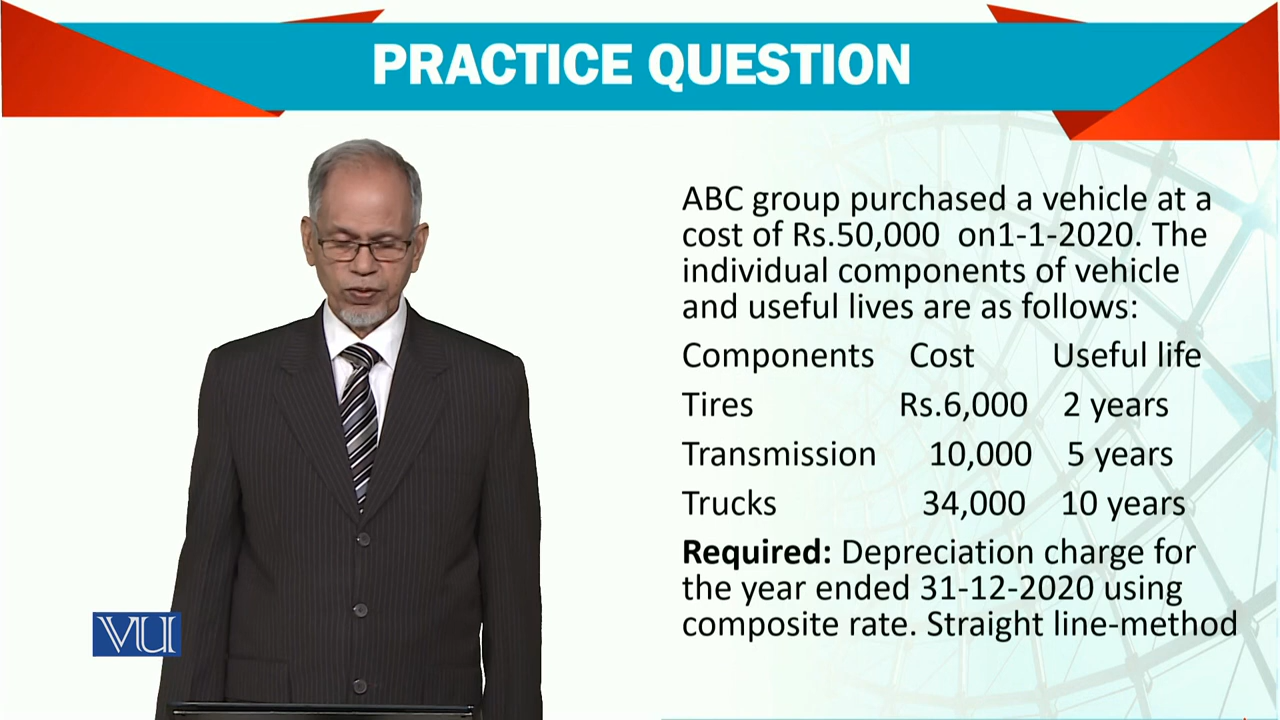 PRACTICE QUESTION
ABC group purchased a vehicle at a
cost of Rs.50,000 on1-1-2020. The
individual components of vehicle
and useful lives are as follows:
Components Cost Useful life
Tires Rs.6,000 2 years
Transmission 10,000 5 years
Trucks 34,000 10 years
Required: Depreciation charge for
the year ended 31-12-2020 using
composite rate. Straight line-method
VU